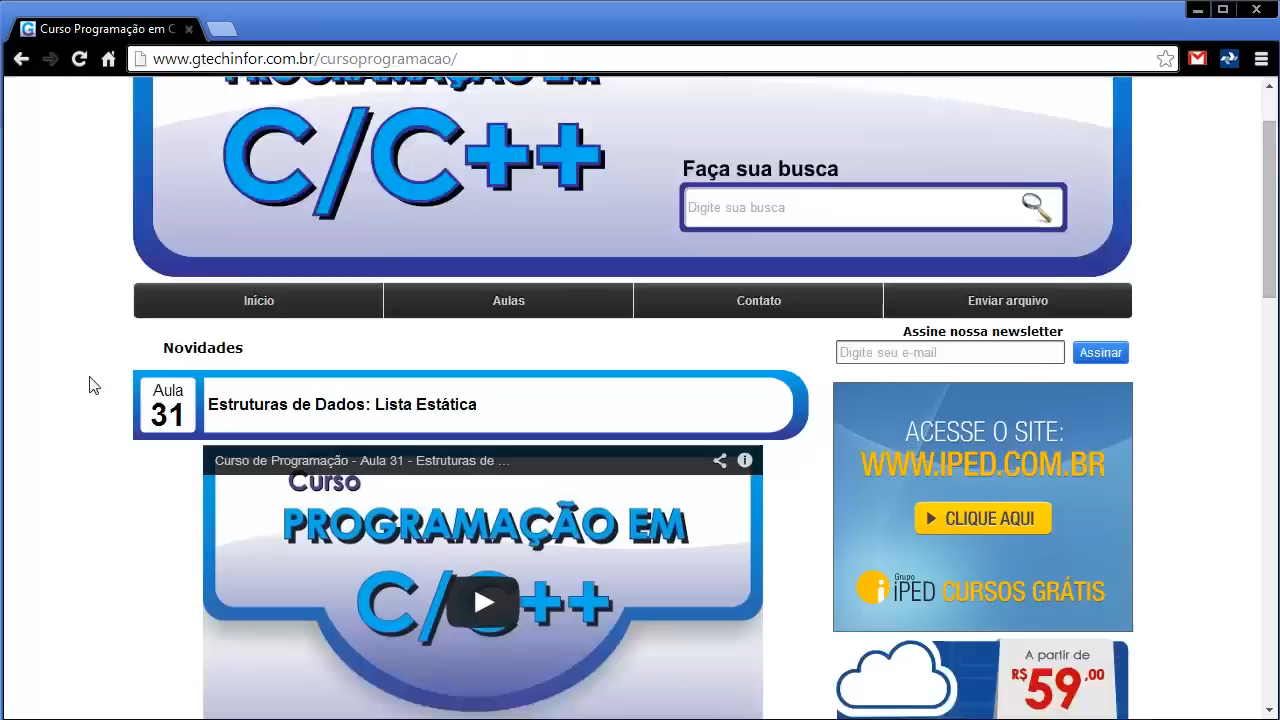 Curso Programação em C
www.gtechinfor.com.br/cursoprogramacao/
PROGRAMAÇÃO EM
C/C++
Faça sua busca
Digite sua busca
Início Aulas Contato Enviar arquivo
Assine nossa newsletter
Novidades
Digite seu e-mail Assinar
Aula
31
Estruturas de Dados: Lista Estática
ACESSE O SITE:
WWW.IPED.COM.BR
CLIQUE AQUI
Grupo
iPED CURSOS GRÁTIS
Curso de Programação - Aula 31 - Estruturas de ...
Curso
PROGRAMAÇÃO EM
C/C++
A partir de
R$59,00